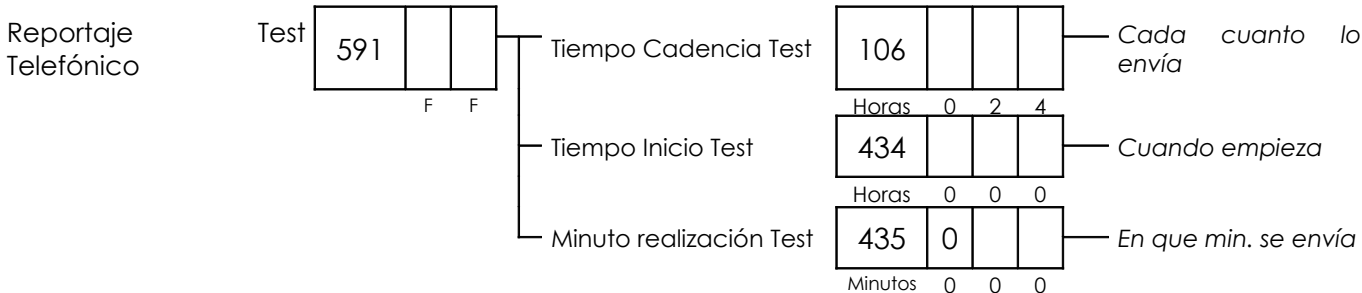 Reportaje Test 591 Tiempo Cadencia Test 106 Cada cuanto lo
Telefónico envía
F F Horas 0 2 4
Tiempo Inicio Test 434 Cuando empieza
Horas 0 0 0
Minuto realización Test 435 0 En que min. se envía
Minutos 0 0 0